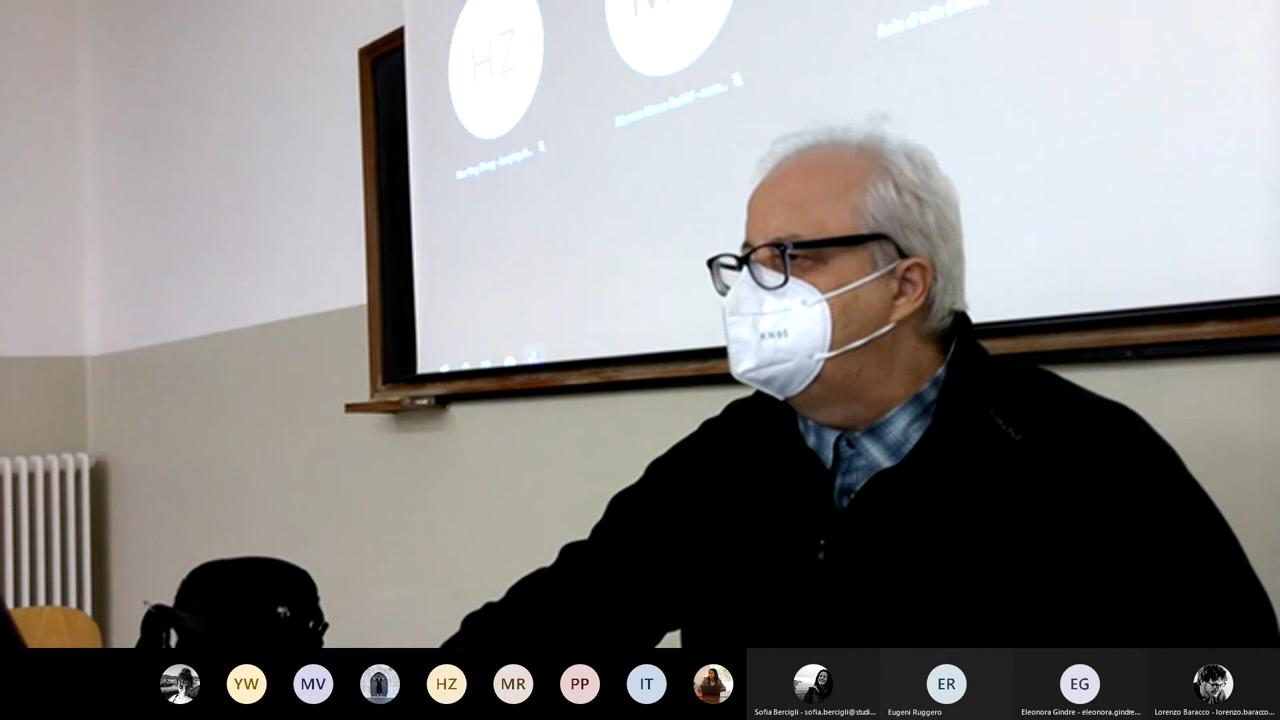 HZ
KN95
YW
MV
HZ
MR
PP
IT
ER
EG
Sofia Bercigli - sofia.bercigli@studi...
Eugeni Ruggero
Eleonora Gindre - eleonora.gindre...
Lorenzo Baracco - lorenzo.baracco...